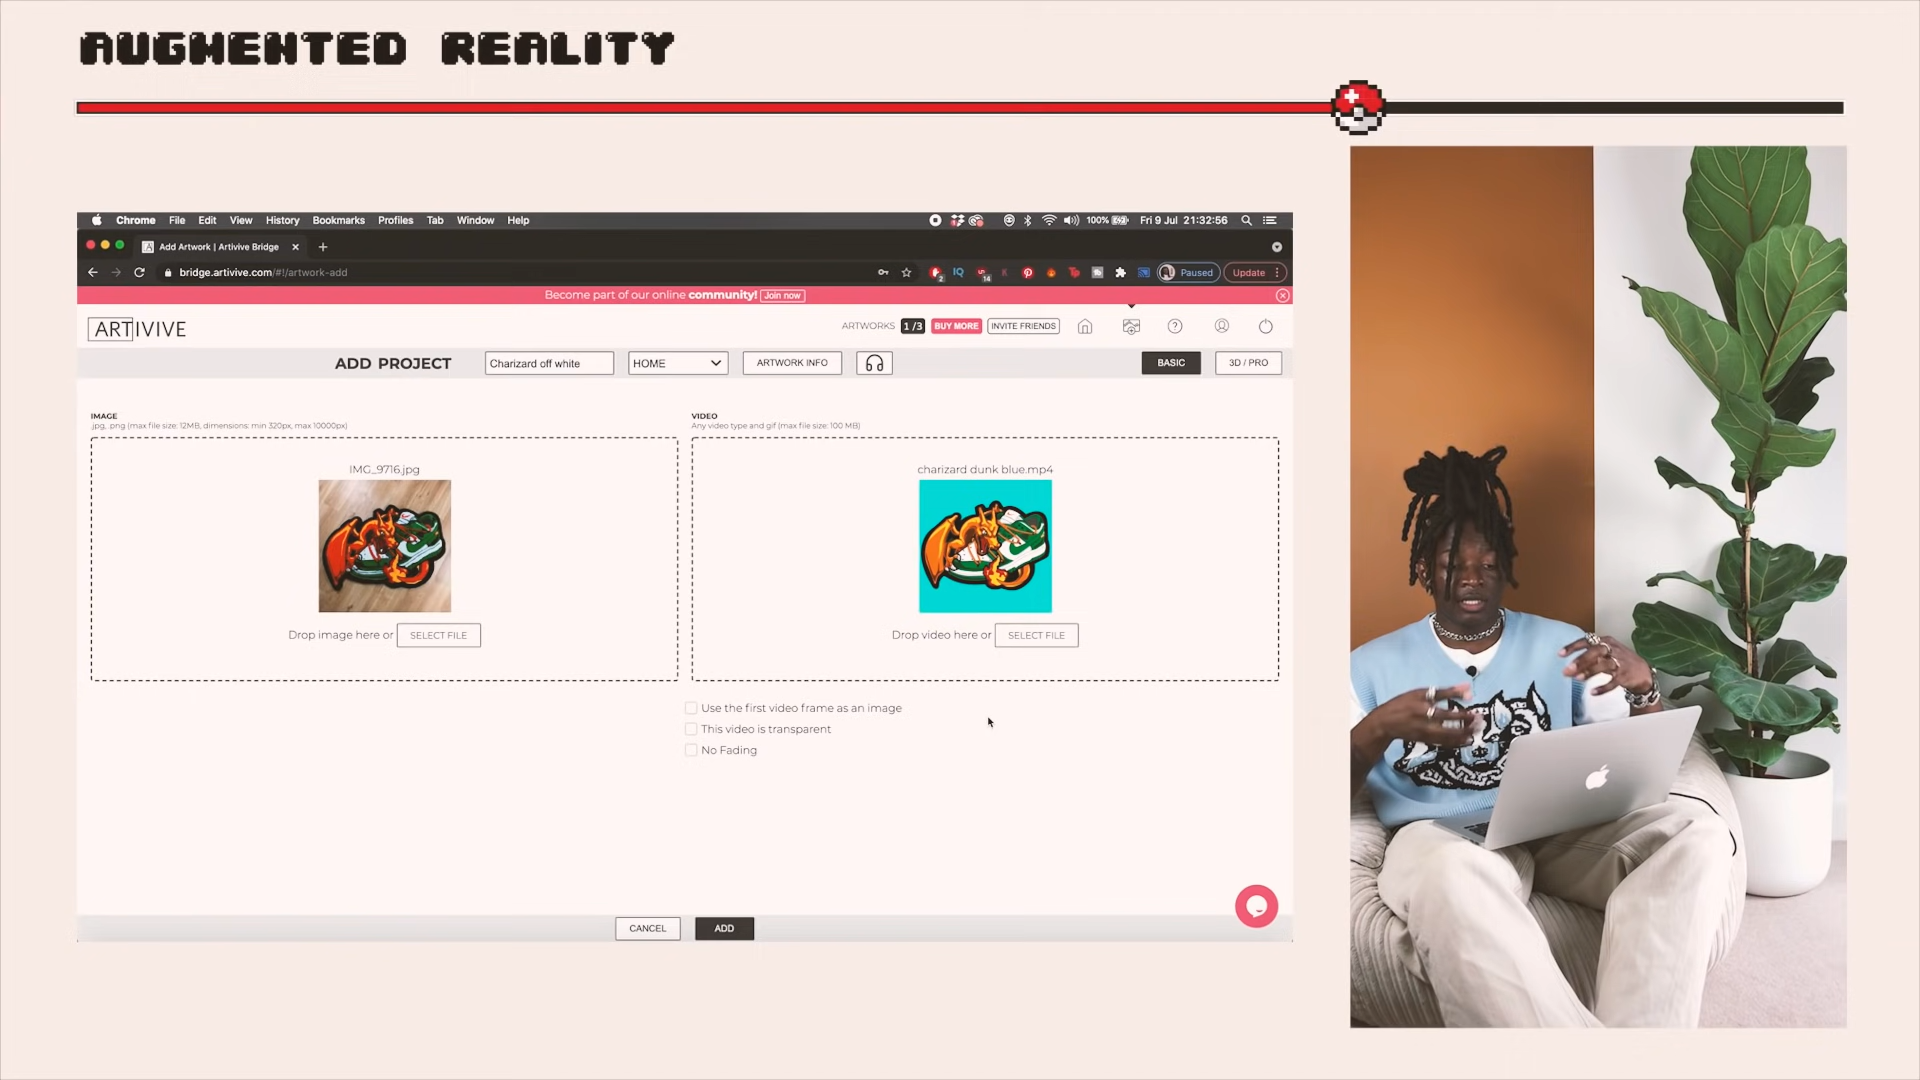 AUGMENTED REALITY
Chrome File Edit View History Bookmarks Profiles Tab Window Help 100% Fri 9 Jul 21:32:56
Add Artwork | Artivive Bridge
bridge.artivive.com/#!/artwork-add 2 IQ 14 K Paused Update
Become part of our online community! Join now
ARTIVIVE ARTWORKS 1/3 BUY MORE INVITE FRIENDS
ADD PROJECT Charizard off white HOME ARTWORK INFO BASIC 3D / PRO
IMAGE
.jpg, .png (max file size: 12MB, dimensions: min 320px, max 10000px)
VIDEO
Any video type and gif (max file size: 100 MB)
IMG_9716.jpg
Drop image here or SELECT FILE
charizard dunk blue.mp4
Drop video here or SELECT FILE
Use the first video frame as an image
This video is transparent
No Fading
CANCEL ADD